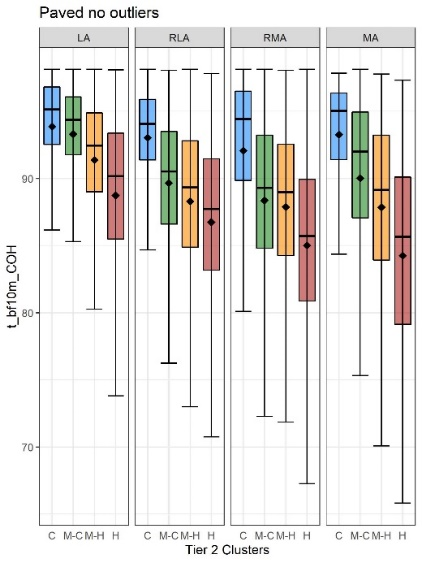 Paved no outliers
LA RLA RMA MA
t_bf10m_COH
90
80
70
C M-C M-H H C M-C M-H H C M-C M-H H C M-C M-H H
Tier 2 Clusters